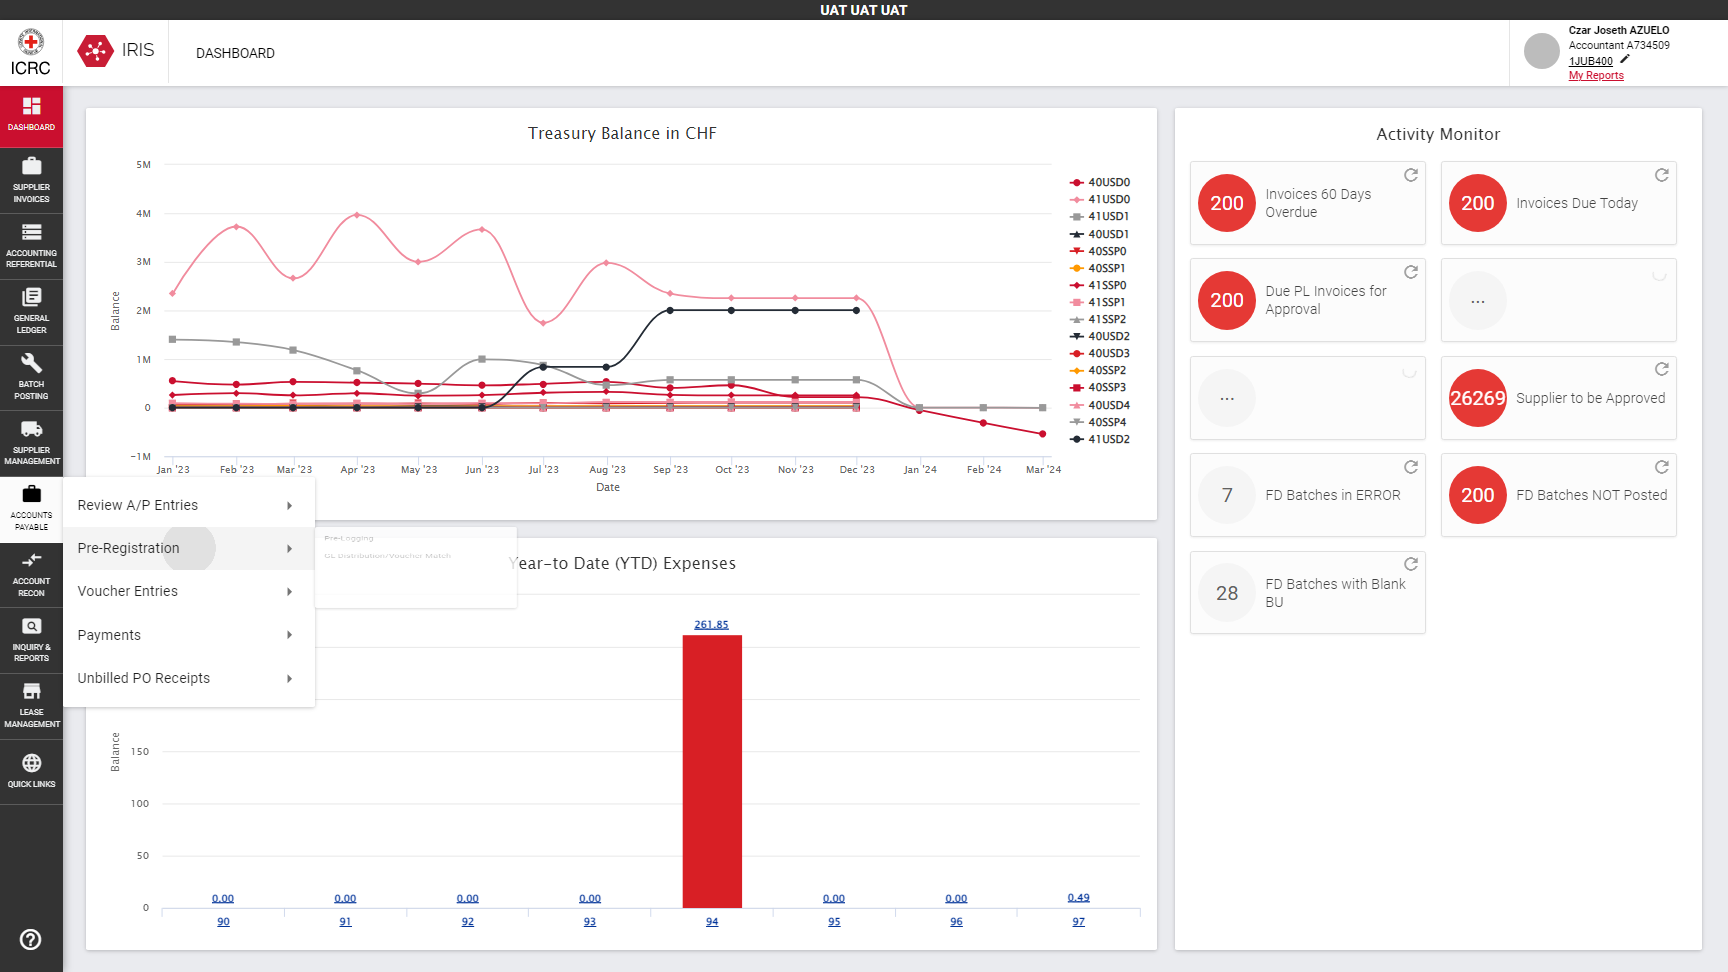 UAT UAT UAT
ICRC
IRIS
DASHBOARD
Czar Joseth AZUELO
Accountant A734509
1JUB400
My Reports
DASHBOARD
SUPPLIER
INVOICES
ACCOUNTING
REFERENTIAL
GENERAL
LEDGER
BATCH
POSTING
SUPPLIER
MANAGEMENT
ACCOUNTS
PAYABLE
ACCOUNT
RECON
INQUIRY &
REPORTS
LEASE
MANAGEMENT
QUICK LINKS
Treasury Balance in CHF
5M
4M
3M
2M
1M
0
−1M
Balance
Jan '23
Feb '23
Mar '23
Apr '23
May '23
Jun '23
Jul '23
Aug '23
Sep '23
Oct '23
Nov '23
Dec '23
Jan '24
Feb '24
Mar '24
Date
40USD0
41USD0
41USD1
40USD1
40SSP0
40SSP1
41SSP0
41SSP1
41SSP2
40USD2
40USD3
40SSP2
40SSP3
40USD4
40SSP4
41USD2
Review A/P Entries
Pre-Registration
Voucher Entries
Payments
Unbilled PO Receipts
Pre-Logging
GL Distribution/Voucher Match
Year-to Date (YTD) Expenses
Balance
150
100
50
0
0.00
0.00
0.00
0.00
261.85
0.00
0.00
0.49
90
91
92
93
94
95
96
97
Activity Monitor
200
Invoices 60 Days
Overdue
200
Invoices Due Today
200
Due PL Invoices for
Approval
...
...
26269
Supplier to be Approved
7
FD Batches in ERROR
200
FD Batches NOT Posted
28
FD Batches with Blank
BU